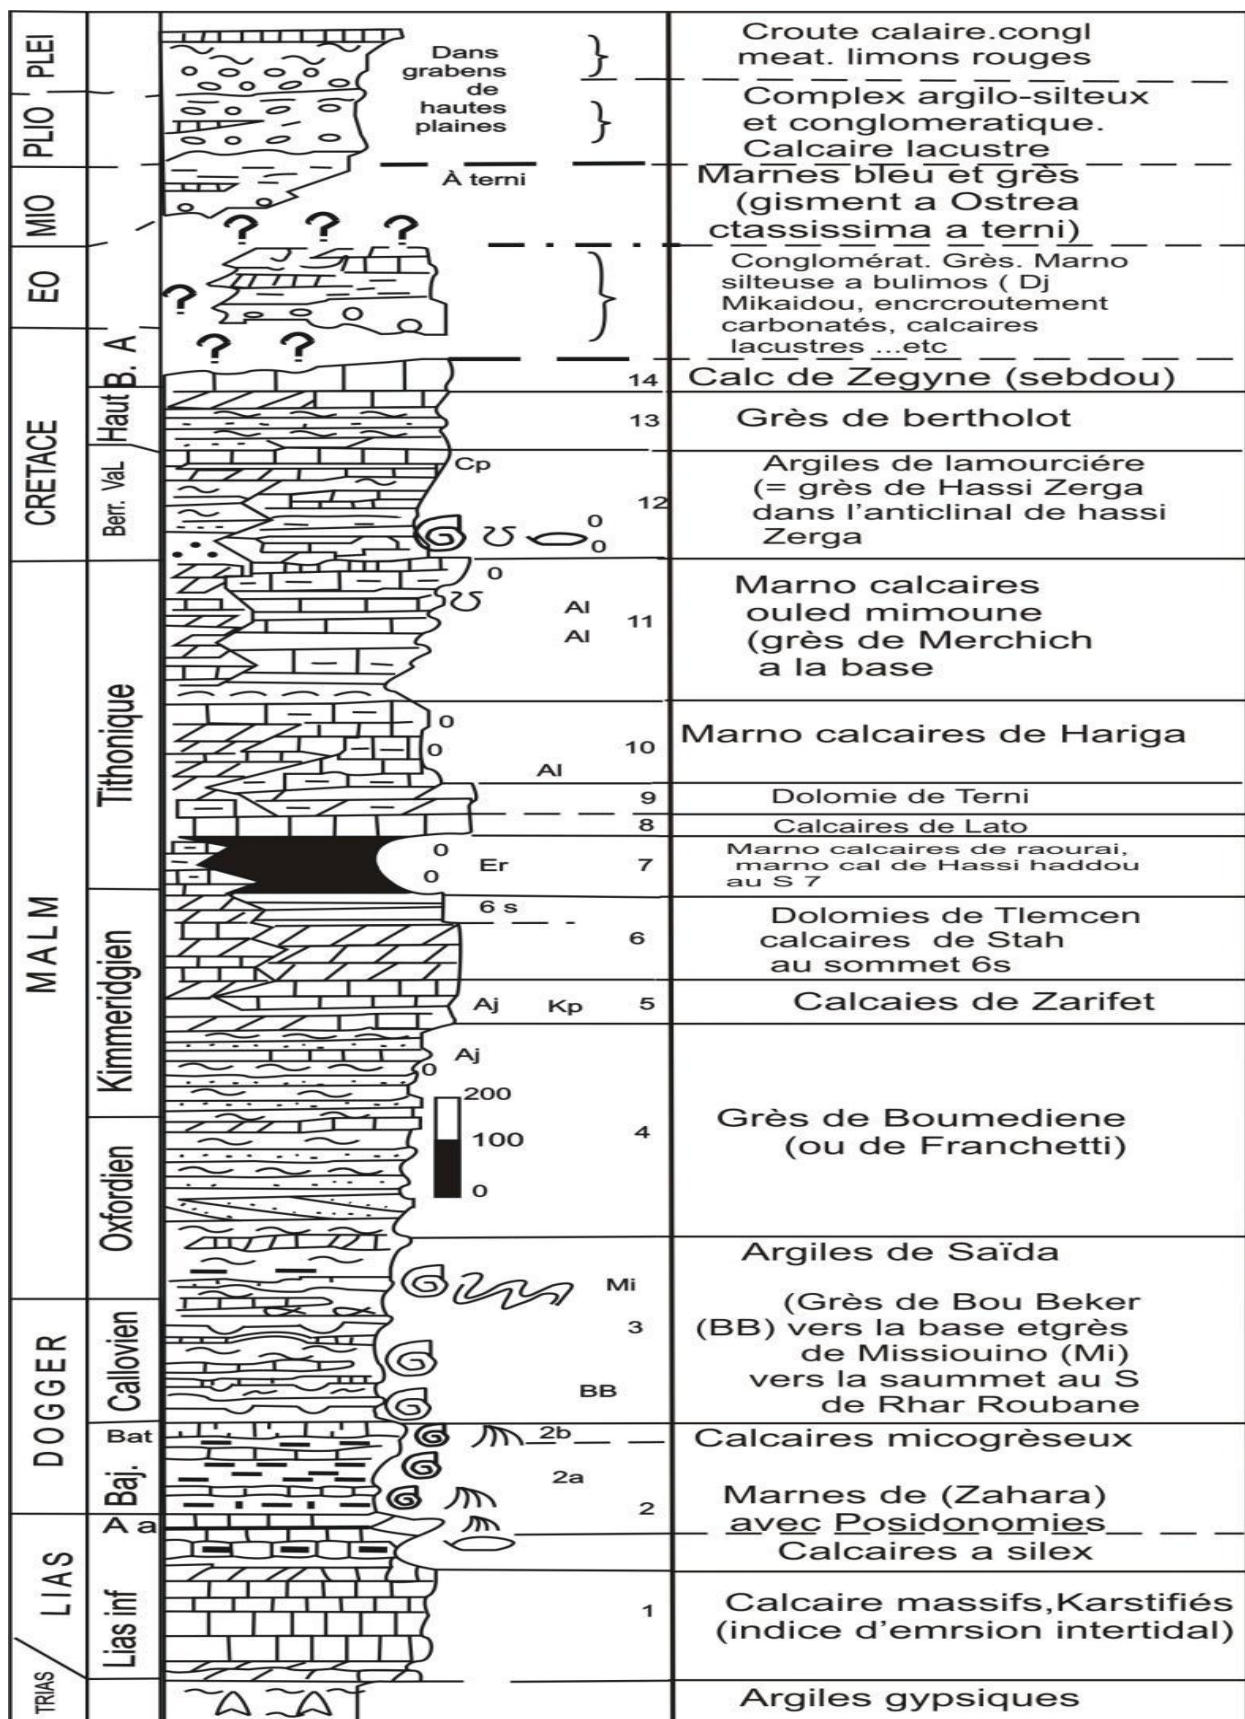 PLEI
Dans
grabens
de
hautes
plaines
Croute calaire.congl
meat. limons rouges
PLIO
Complex argilo-silteux
et conglomeratique.
Calcaire lacustre
MIO
À terni
Marnes bleu et grès
(gisment a Ostrea
ctassissima a terni)
? ? ?
EO
?
Conglomérat. Grès. Marno
silteuse a bulimos ( Dj
Mikaidou, encrcroutement
carbonatés, calcaires
lacustres ...etc
? ?
CRETACE
B. A
14 Calc de Zegyne (sebdou)
Haut
13 Grès de bertholot
Berr. VaL
Cp
12
Argiles de lamourciére
(= grès de Hassi Zerga
dans l'anticlinal de hassi
Zerga
0
0
MALM
Tithonique
0
Al
Al
11
Marno calcaires
ouled mimoune
(grès de Merchich
a la base
0
0
Al
10 Marno calcaires de Hariga
9 Dolomie de Terni
8 Calcaires de Lato
0
0
Er
7
Marno calcaires de raourai,
marno cal de Hassi haddou
au S 7
Kimmeridgien
6 s
6
Dolomies de Tlemcen
calcaires de Stah
au sommet 6s
Aj Kp 5 Calcaies de Zarifet
Aj
0
200
100
0
4
Grès de Boumediene
(ou de Franchetti)
Oxfordien
Mi
3
BB
Argiles de Saïda
(Grès de Bou Beker
(BB) vers la base etgrès
de Missiouino (Mi)
vers la saummet au S
de Rhar Roubane
DOGGER
Callovien
Bat
2b
Calcaires micogrèseux
Baj.
2a
2
Marnes de (Zahara)
avec Posidonomies
LIAS
A a
Calcaires a silex
Lias inf
1
Calcaire massifs,Karstifiés
(indice d'emrsion intertidal)
TRIAS
Argiles gypsiques